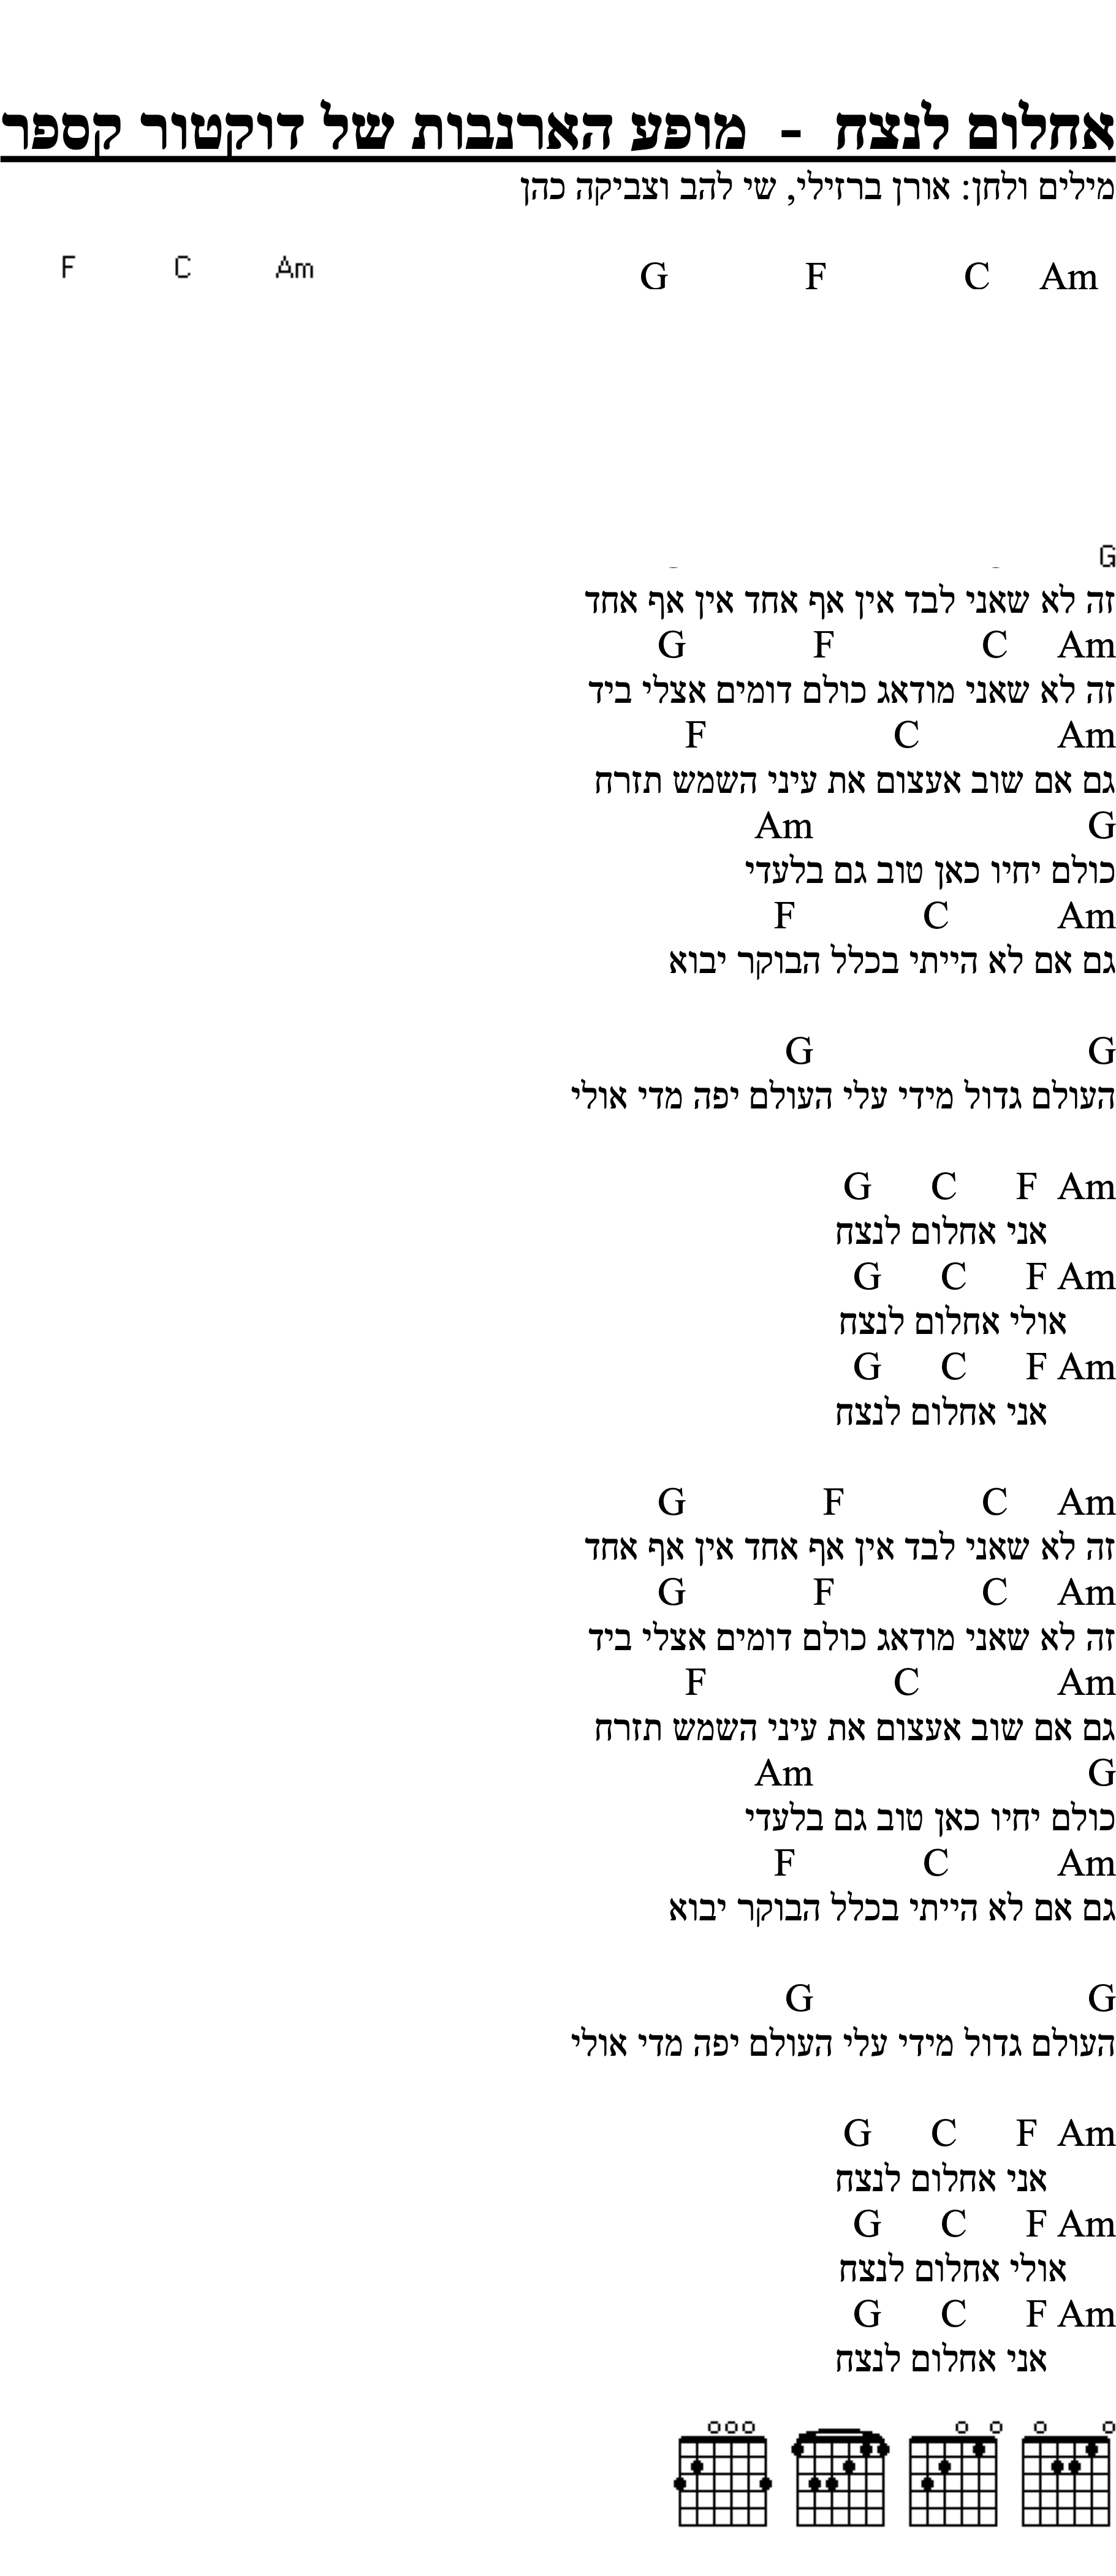 אחלום לנצח - מופע הארנבות של דוקטור קספר
מילים ולחן: אורן ברזילי, שי להב וצביקה כהן
F C Am G F C Am
G
זה לא שאני לבד אין אף אחד אין אף אחד
G F C Am
זה לא שאני מודאג כולם דומים אצלי ביד
F C Am
גם אם שוב אעצום את עיני השמש תזרח
Am G
כולם יחיו כאן טוב גם בלעדי
F C Am
גם אם לא הייתי בכלל הבוקר יבוא
G G
העולם גדול מידי עלי העולם יפה מדי אולי
G C F Am
אני אחלום לנצח
G C F Am
אולי אחלום לנצח
G C F Am
אני אחלום לנצח
G F C Am
זה לא שאני לבד אין אף אחד אין אף אחד
G F C Am
זה לא שאני מודאג כולם דומים אצלי ביד
F C Am
גם אם שוב אעצום את עיני השמש תזרח
Am G
כולם יחיו כאן טוב גם בלעדי
F C Am
גם אם לא הייתי בכלל הבוקר יבוא
G G
העולם גדול מידי עלי העולם יפה מדי אולי
G C F Am
אני אחלום לנצח
G C F Am
אולי אחלום לנצח
G C F Am
אני אחלום לנצח